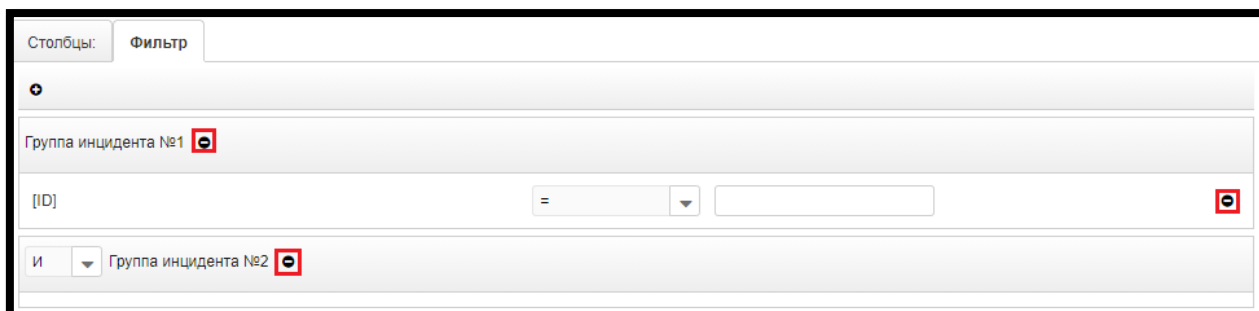 Столбцы: Фильтр
Группа инцидента №1
[ID] =
И Группа инцидента №2